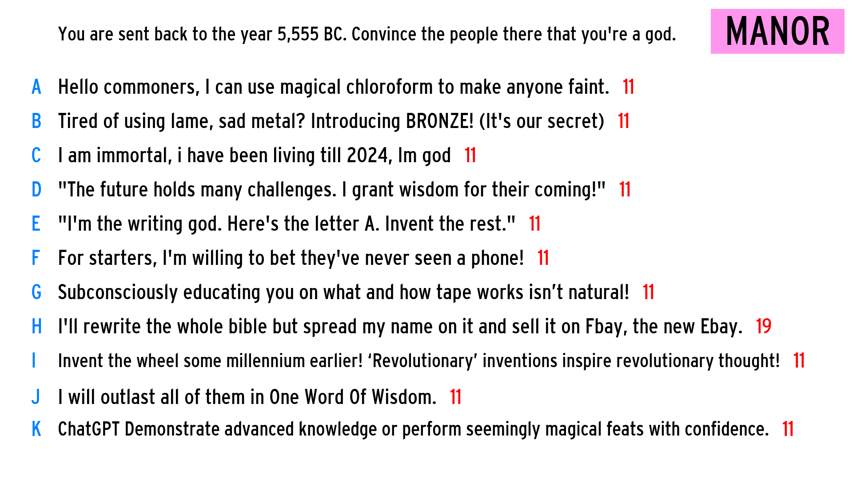 You are sent back to the year 5,555 BC. Convince the people there that you're a god.
MANOR
A Hello commoners, I can use magical chloroform to make anyone faint. 11
B Tired of using lame, sad metal? Introducing BRONZE! (It's our secret) 11
C I am immortal, i have been living till 2024, Im god 11
D "The future holds many challenges. I grant wisdom for their coming!" 11
E "I'm the writing god. Here's the letter A. Invent the rest." 11
F For starters, I'm willing to bet they've never seen a phone! 11
G Subconsciously educating you on what and how tape works isn’t natural! 11
H I'll rewrite the whole bible but spread my name on it and sell it on Fbay, the new Ebay. 19
I Invent the wheel some millennium earlier! ‘Revolutionary’ inventions inspire revolutionary thought! 11
J I will outlast all of them in One Word Of Wisdom. 11
K ChatGPT Demonstrate advanced knowledge or perform seemingly magical feats with confidence. 11